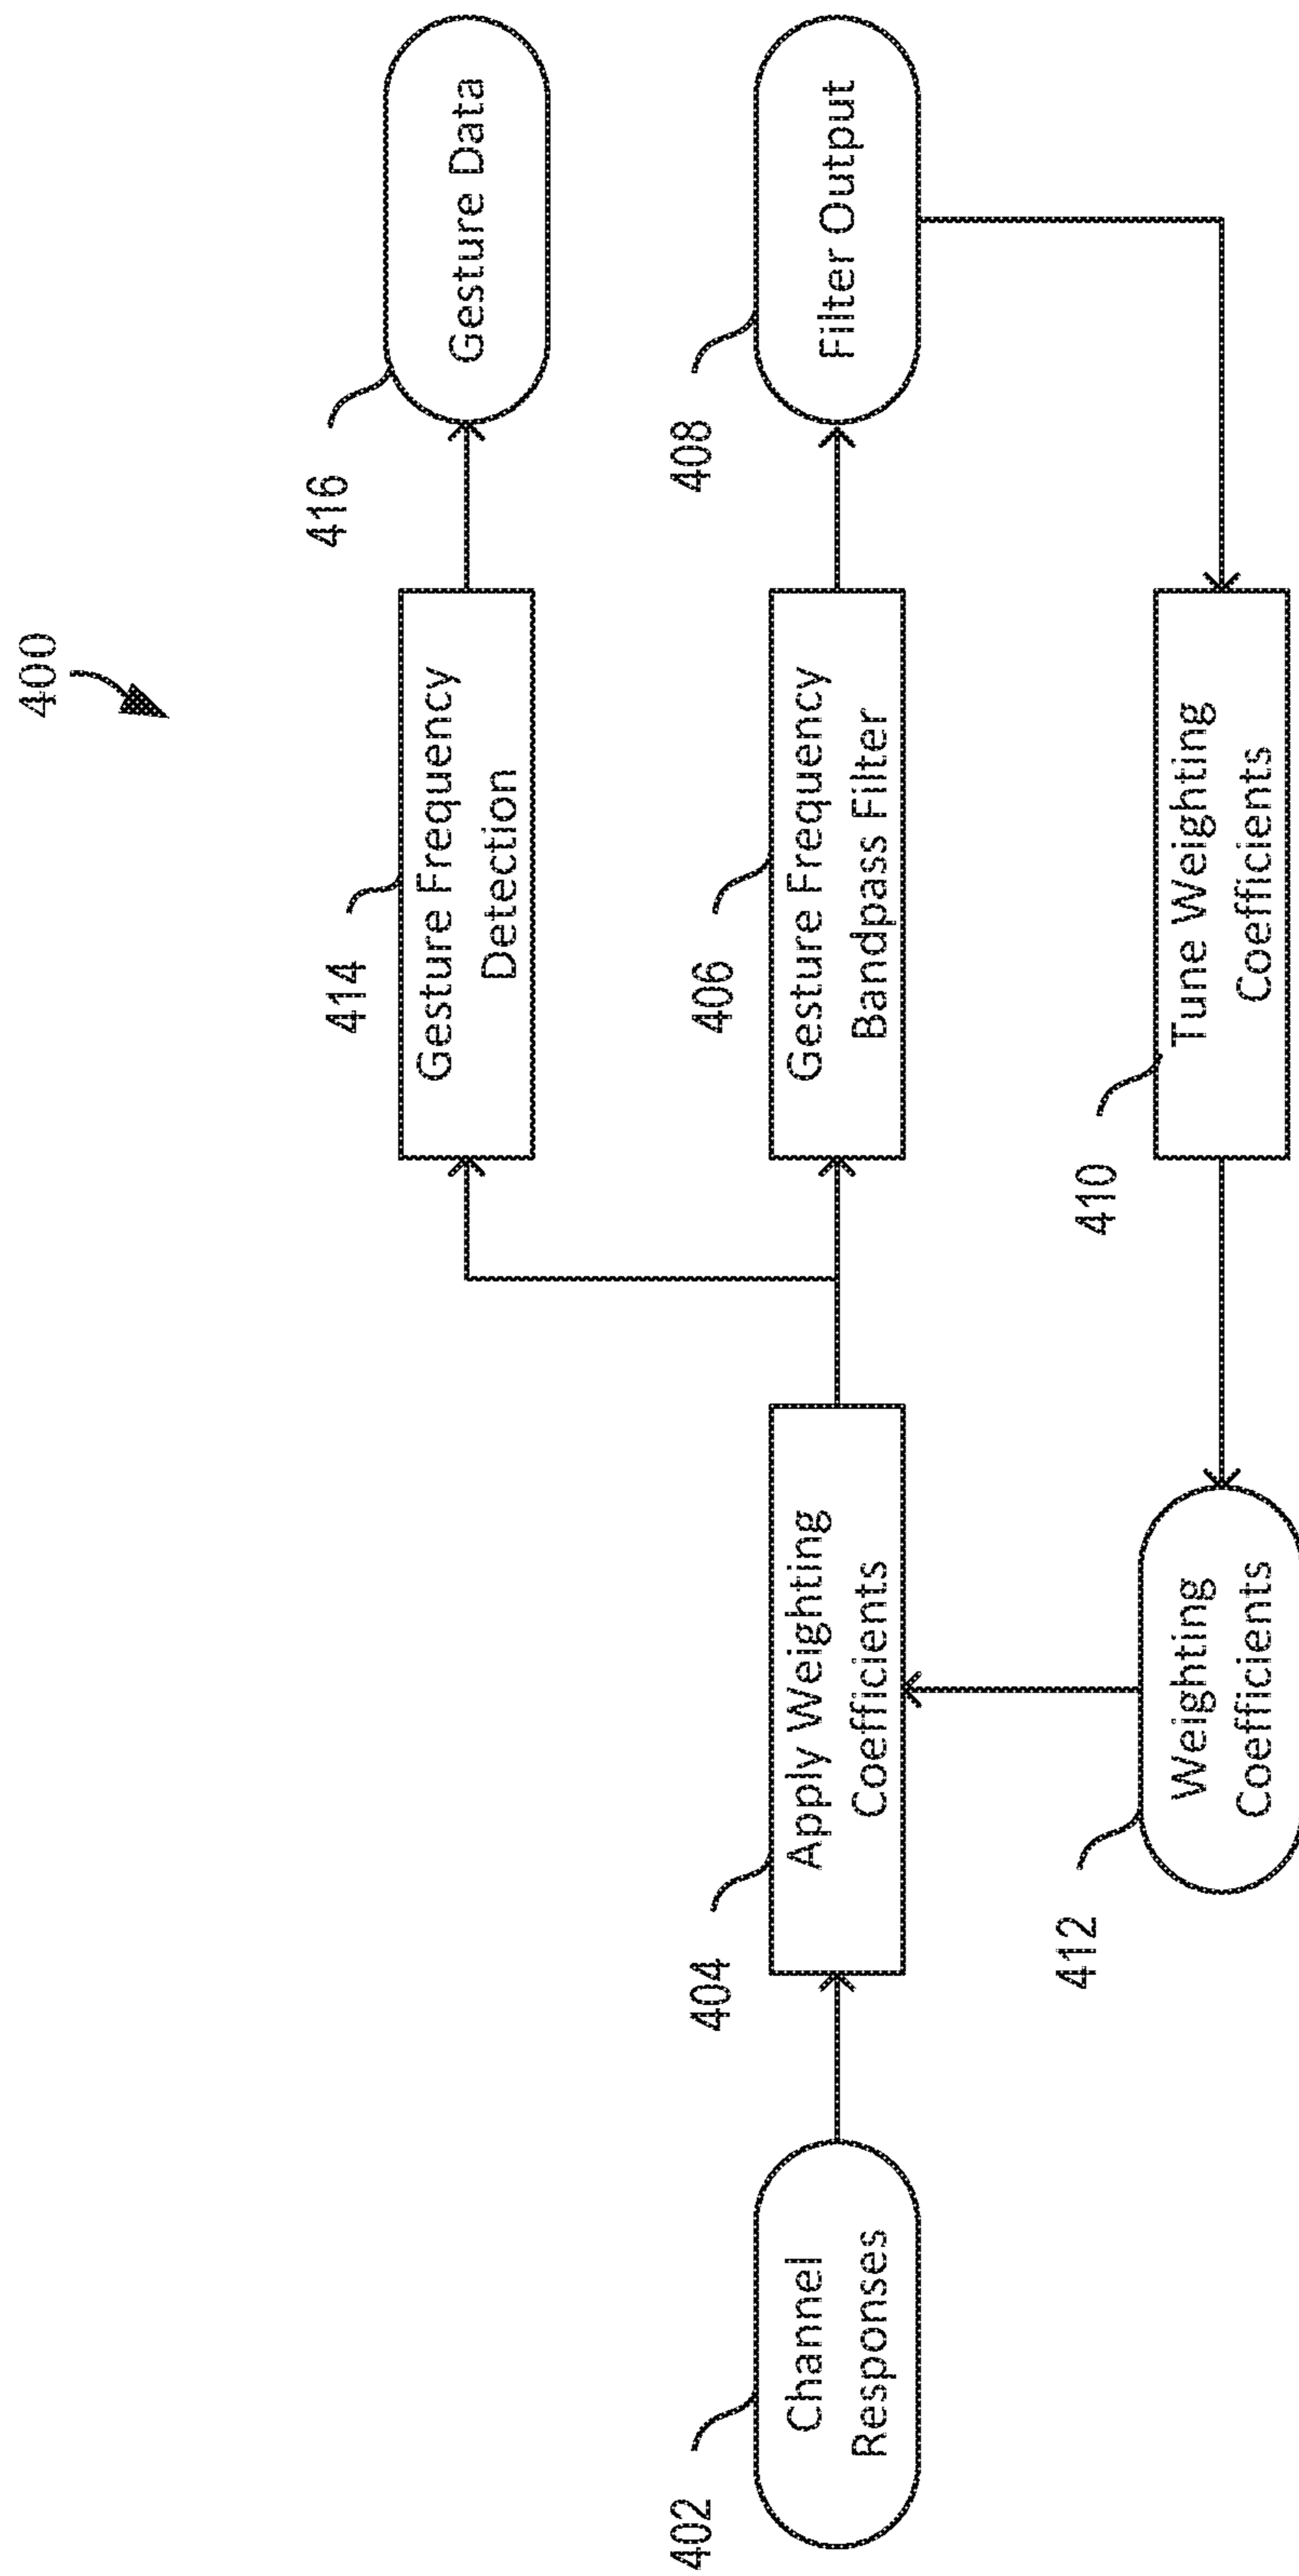 400
416
Gesture Data
414
Gesture Frequency
Detection
408
Filter Output
406
Gesture Frequency
Bandpass Filter
404
Apply Weighting
Coefficients
402
Channel
Responses
410
Tune Weighting
Coefficients
412
Weighting
Coefficients